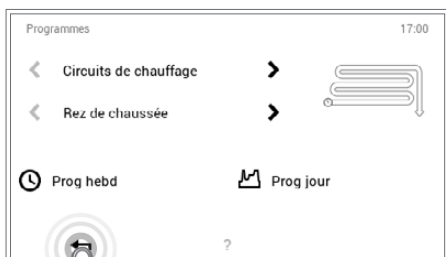 Programmes 17:00
Circuits de chauffage
Rez de chaussée
Prog hebd Prog jour
?